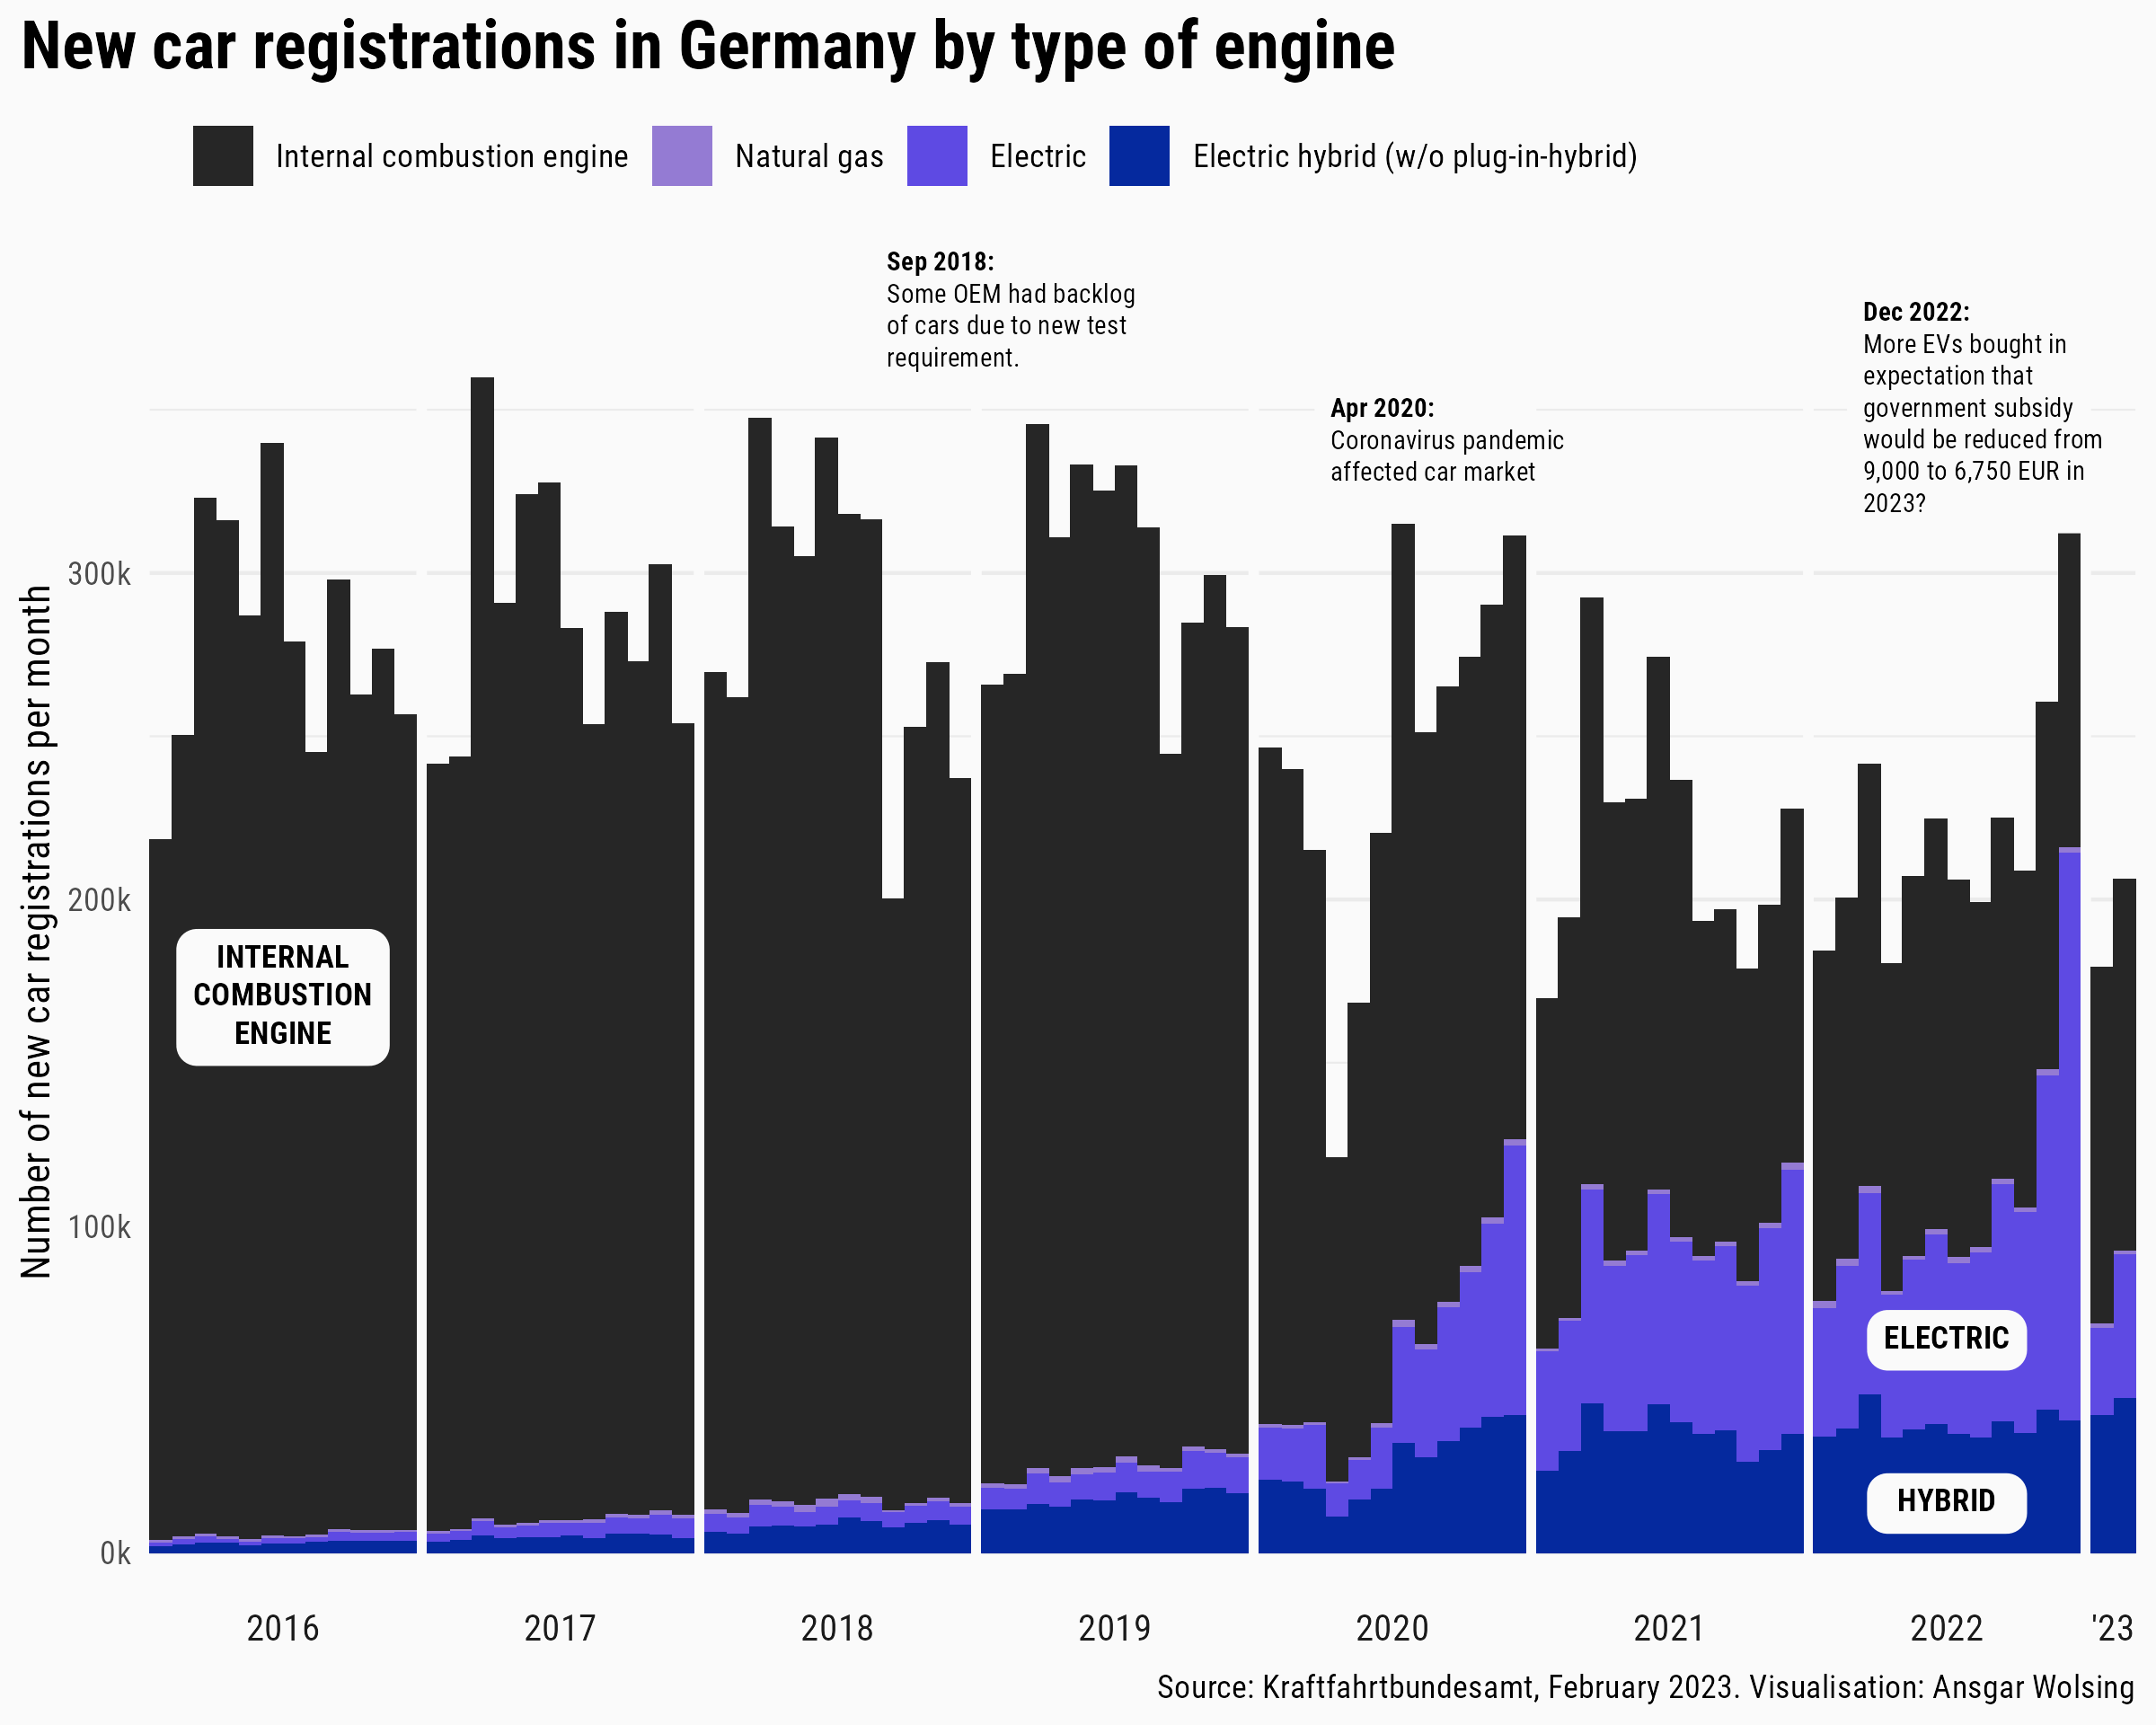 New car registrations in Germany by type of engine
Internal combustion engine Natural gas Electric Electric hybrid (w/o plug-in-hybrid)
Sep 2018:
Some OEM had backlog
of cars due to new test
requirement.
Dec 2022:
More EVs bought in
expectation that
government subsidy
would be reduced from
9,000 to 6,750 EUR in
2023?
Apr 2020:
Coronavirus pandemic
affected car market
Number of new car registrations per month
300k
200k
100k
0k
INTERNAL
COMBUSTION
ENGINE
ELECTRIC
HYBRID
2016 2017 2018 2019 2020 2021 2022 '23
Source: Kraftfahrtbundesamt, February 2023. Visualisation: Ansgar Wolsing